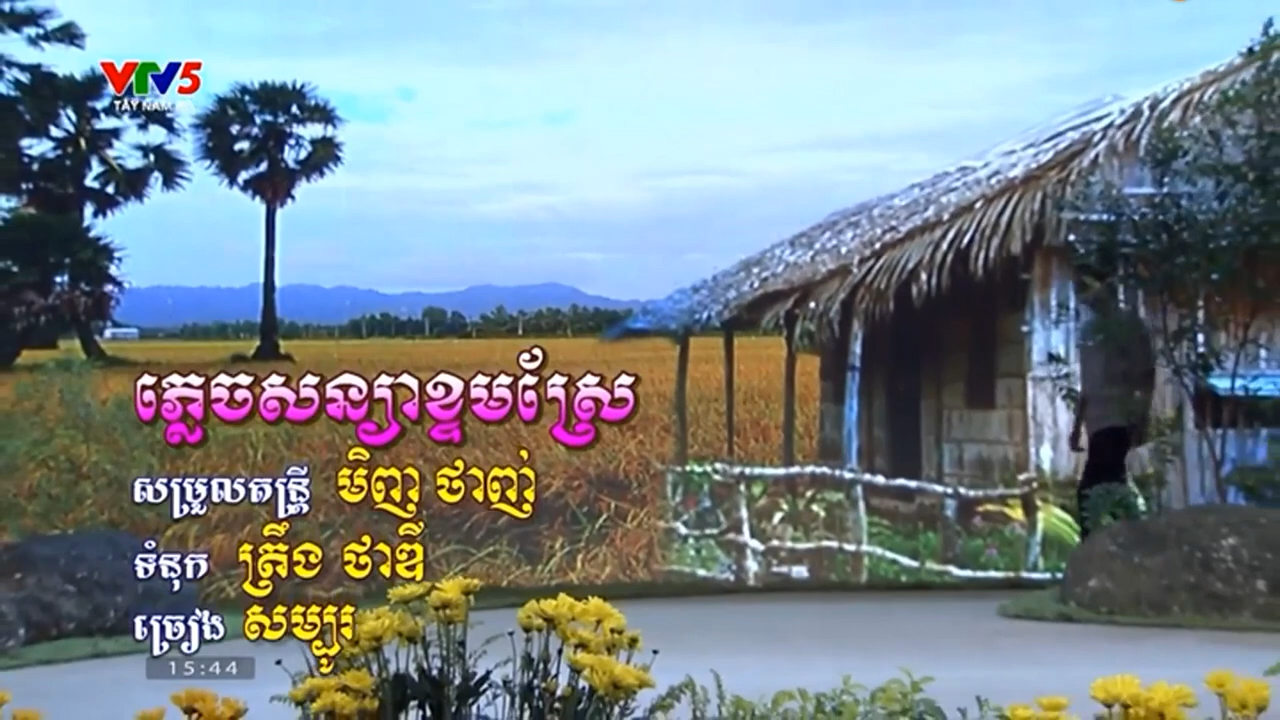 VTV5
TÂY NAM BỘ
ភ្លេចសន្យាខ្ទមស្រែ
សម្រួលតន្ត្រី មិញ ថាញ់
ទំនុក ត្រឹង ថាឌី
ច្រៀង សម្បូរ
15:44